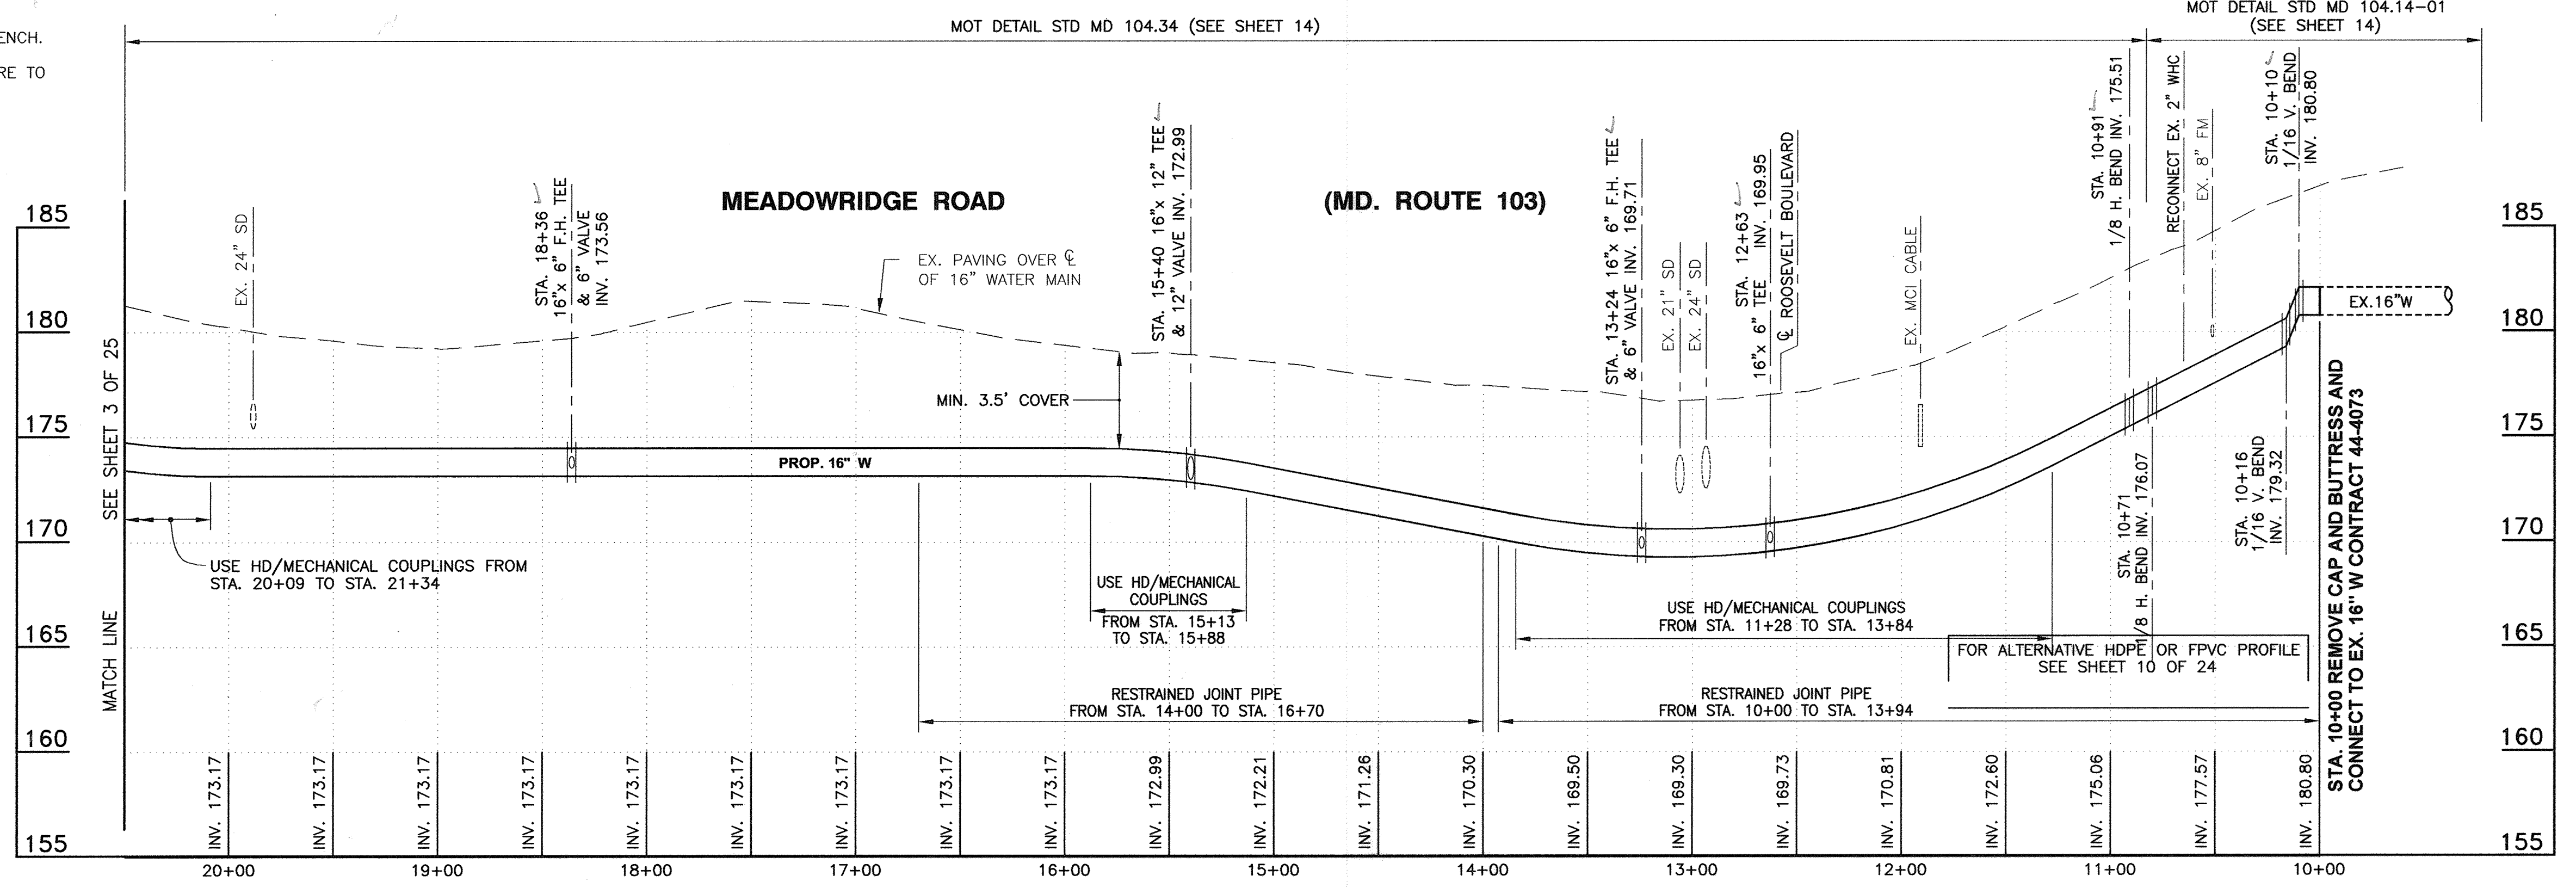 ENCH.
RE TO
MOT DETAIL STD MD 104.34 (SEE SHEET 14)
MOT DETAIL STD MD 104.14-01
(SEE SHEET 14)
MEADOWRIDGE ROAD
(MD. ROUTE 103)
EX. 24" SD
STA. 18+36
16"x 6" F.H. TEE
& 6" VALVE
INV. 173.56
EX. PAVING OVER ℄
OF 16" WATER MAIN
STA. 15+40 16"x 12" TEE
& 12" VALVE INV. 172.99
STA. 13+24 16"x 6" F.H. TEE
& 6" VALVE INV. 169.71
EX. 21" SD
EX. 24" SD
STA. 12+63
16"x 6" TEE INV. 169.95
℄ ROOSEVELT BOULEVARD
EX. MCI CABLE
STA. 10+91
1/8 H. BEND INV. 175.51
RECONNECT EX. 2" WHC
EX. 8" FM
STA. 10+10
1/16 V. BEND
INV. 180.80
185
180
175
170
165
160
155
185
180
175
170
165
160
155
MATCH LINE SEE SHEET 3 OF 25
MIN. 3.5' COVER
PROP. 16" W
EX.16"W
USE HD/MECHANICAL COUPLINGS FROM
STA. 20+09 TO STA. 21+34
USE HD/MECHANICAL
COUPLINGS
FROM STA. 15+13
TO STA. 15+88
USE HD/MECHANICAL COUPLINGS
FROM STA. 11+28 TO STA. 13+84
STA. 10+71
1/8 H. BEND INV. 176.07
STA. 10+16
1/16 V. BEND
INV. 179.32
STA. 10+00 REMOVE CAP AND BUTTRESS AND
CONNECT TO EX. 16" W CONTRACT 44-4073
FOR ALTERNATIVE HDPE OR FPVC PROFILE
SEE SHEET 10 OF 24
RESTRAINED JOINT PIPE
FROM STA. 14+00 TO STA. 16+70
RESTRAINED JOINT PIPE
FROM STA. 10+00 TO STA. 13+94
INV. 173.17
INV. 173.17
INV. 173.17
INV. 173.17
INV. 173.17
INV. 173.17
INV. 173.17
INV. 173.17
INV. 173.17
INV. 172.99
INV. 172.21
INV. 171.26
INV. 170.30
INV. 169.50
INV. 169.30
INV. 169.73
INV. 170.81
INV. 172.60
INV. 175.06
INV. 177.57
INV. 180.80
20+00
19+00
18+00
17+00
16+00
15+00
14+00
13+00
12+00
11+00
10+00